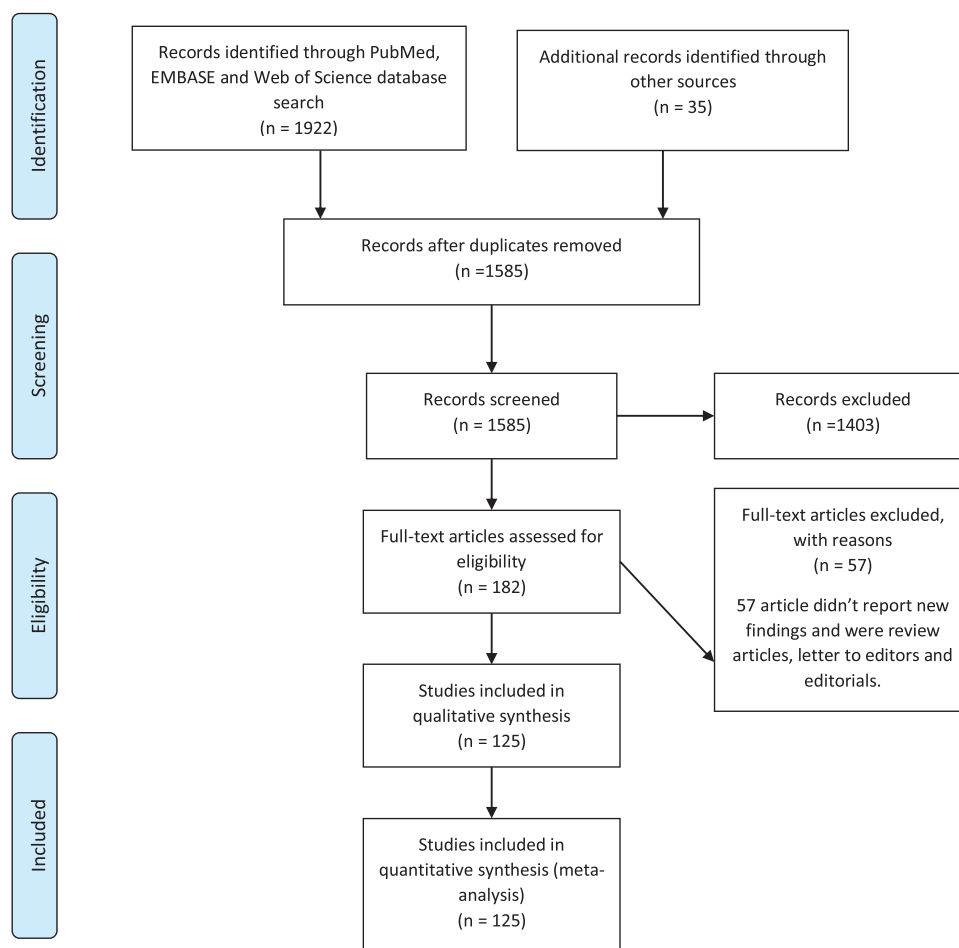 Identification
Records identified through PubMed,
EMBASE and Web of Science database
search
(n = 1922)
Additional records identified through
other sources
(n = 35)
Records after duplicates removed
(n =1585)
Screening
Records screened
(n = 1585)
Records excluded
(n =1403)
Eligibility
Full-text articles assessed for
eligibility
(n = 182)
Full-text articles excluded,
with reasons
(n = 57)
57 article didn’t report new
findings and were review
articles, letter to editors and
editorials.
Studies included in
qualitative synthesis
(n = 125)
Included
Studies included in
quantitative synthesis (meta-
analysis)
(n = 125)